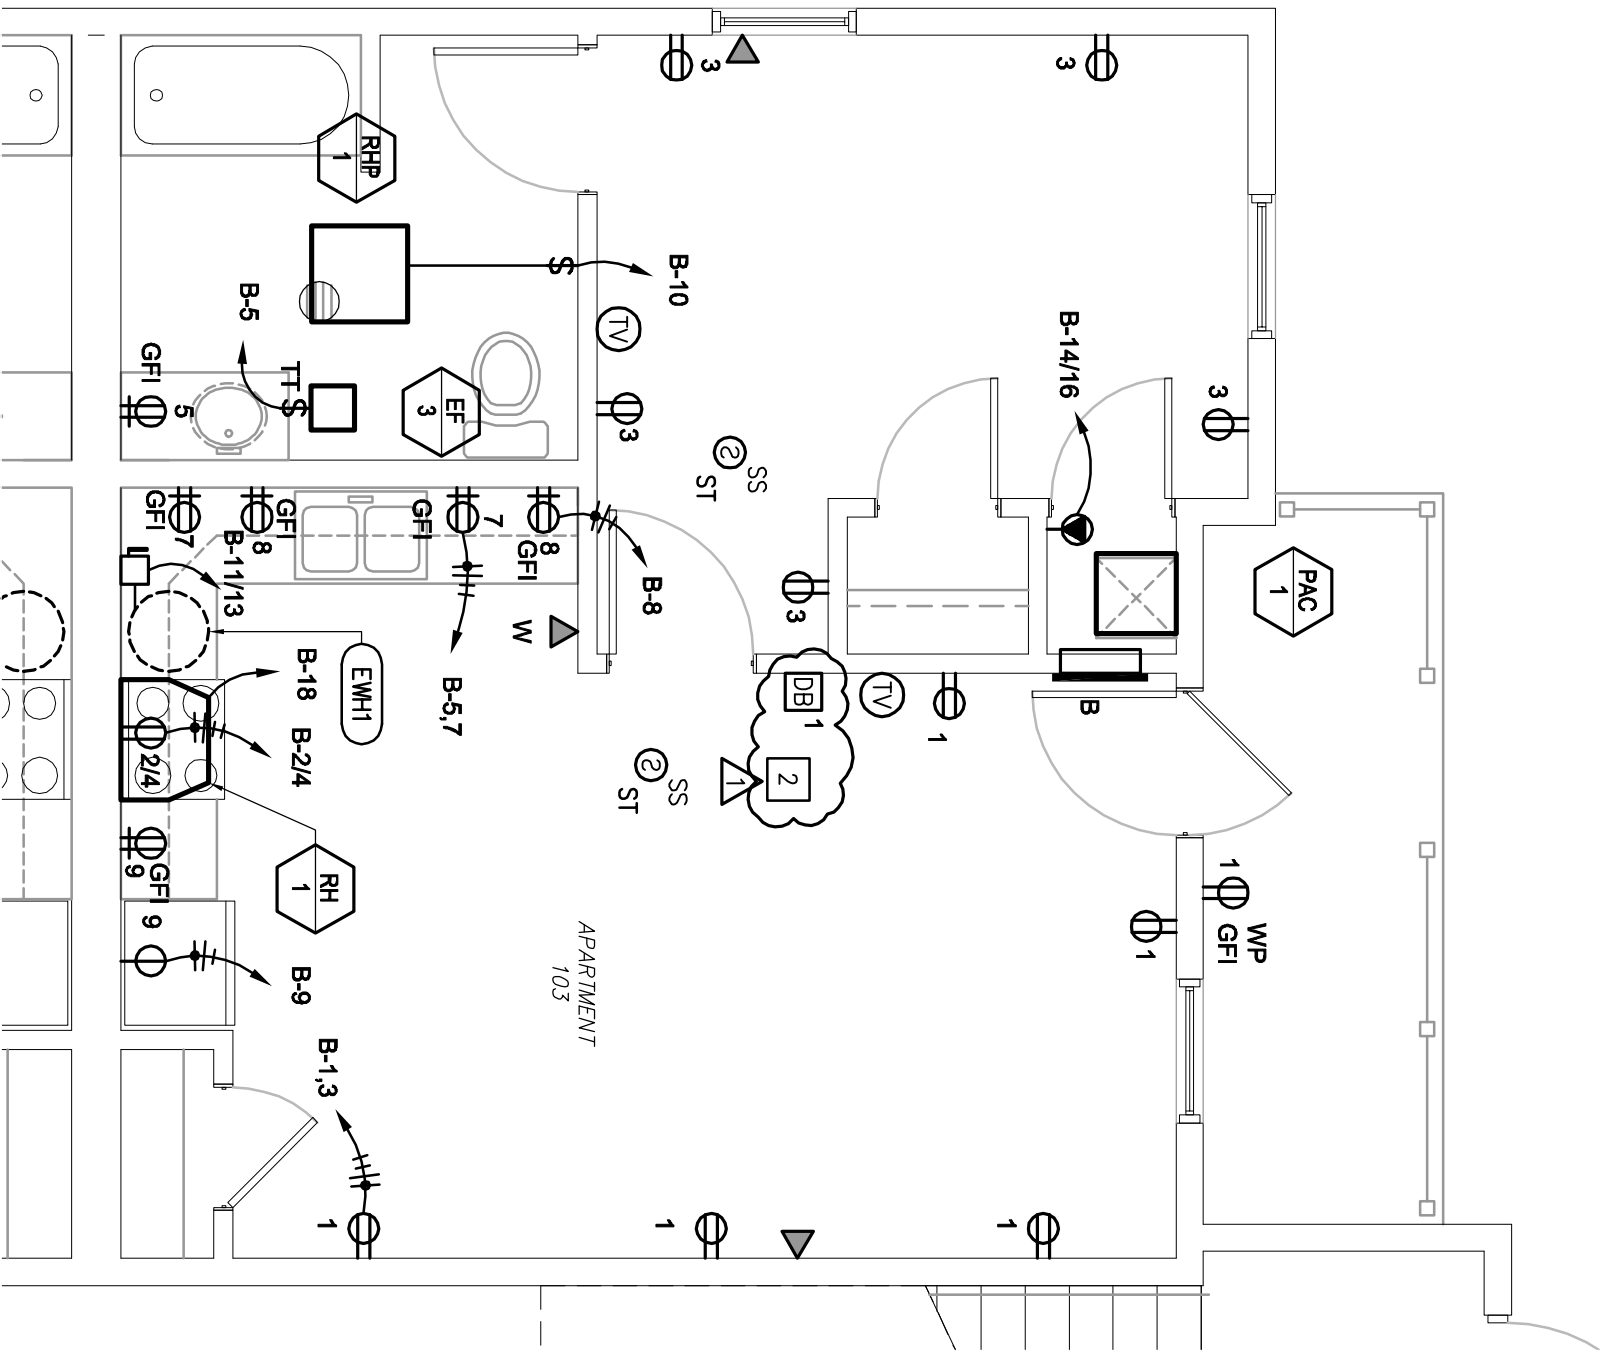 3
3
RHP
1
B-10
B-5
TV
B-14/16
GFI
5
TT
S
S
EF
3
3
3
2
SS
ST
GFI
7
8
GFI
GFI
7
8
GFI
B-11/13
B-8
3
PAC
1
W
EWH1
B-18
B-5,7
DB
1
TV
1
B
2/4
B-2/4
2
SS
ST
1
2
9
GFI
9
RH
1
1
WP
GFI
1
B-9
APARTMENT
103
B-1,3
1
1
1